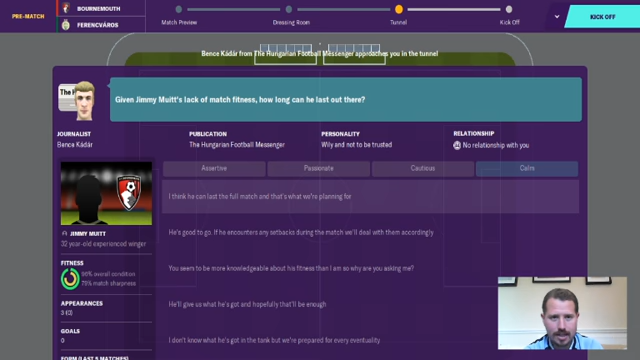 PRE-MATCH
BOURNEMOUTH
FERENCVÁROS
Match Preview
Dressing Room
Tunnel
Kick Off
KICK OFF
Bence Kádár from The Hungarian Football Messenger approaches you in the tunnel
The H
Given Jimmy Muitt's lack of match fitness, how long can he last out there?
JOURNALIST
Bence Kádár
PUBLICATION
The Hungarian Football Messenger
PERSONALITY
Wily and not to be trusted
RELATIONSHIP
No relationship with you
Assertive
Passionate
Cautious
Calm
I think he can last the full match and that's what we're planning for
He's good to go. If he encounters any setbacks during the match we'll deal with them accordingly
You seem to be more knowledgeable about his fitness than I am so why are you asking me?
He'll give us what he's got and hopefully that'll be enough
I don't know what he's got in the tank but we're prepared for every eventuality
JIMMY MUITT
32 year-old experienced winger
FITNESS
overall condition
match sharpness
APPEARANCES
3 (0)
GOALS
0
FORM (LAST 5 MATCHES)